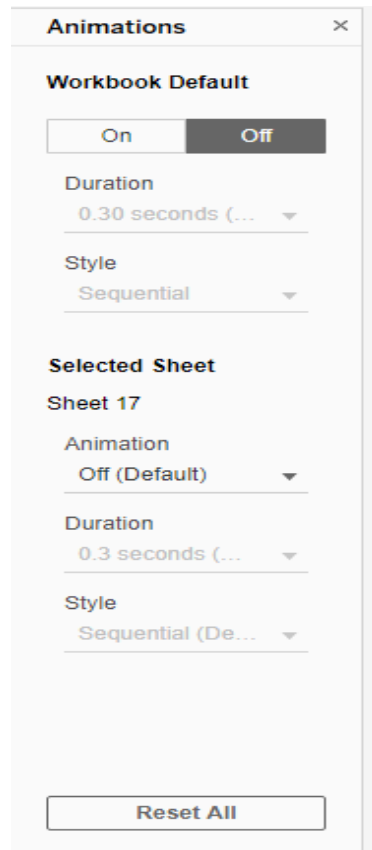 Animations ×
Workbook Default
On Off
Duration
0.30 seconds (...
Style
Sequential
Selected Sheet
Sheet 17
Animation
Off (Default)
Duration
0.3 seconds (...
Style
Sequential (De...
Reset All